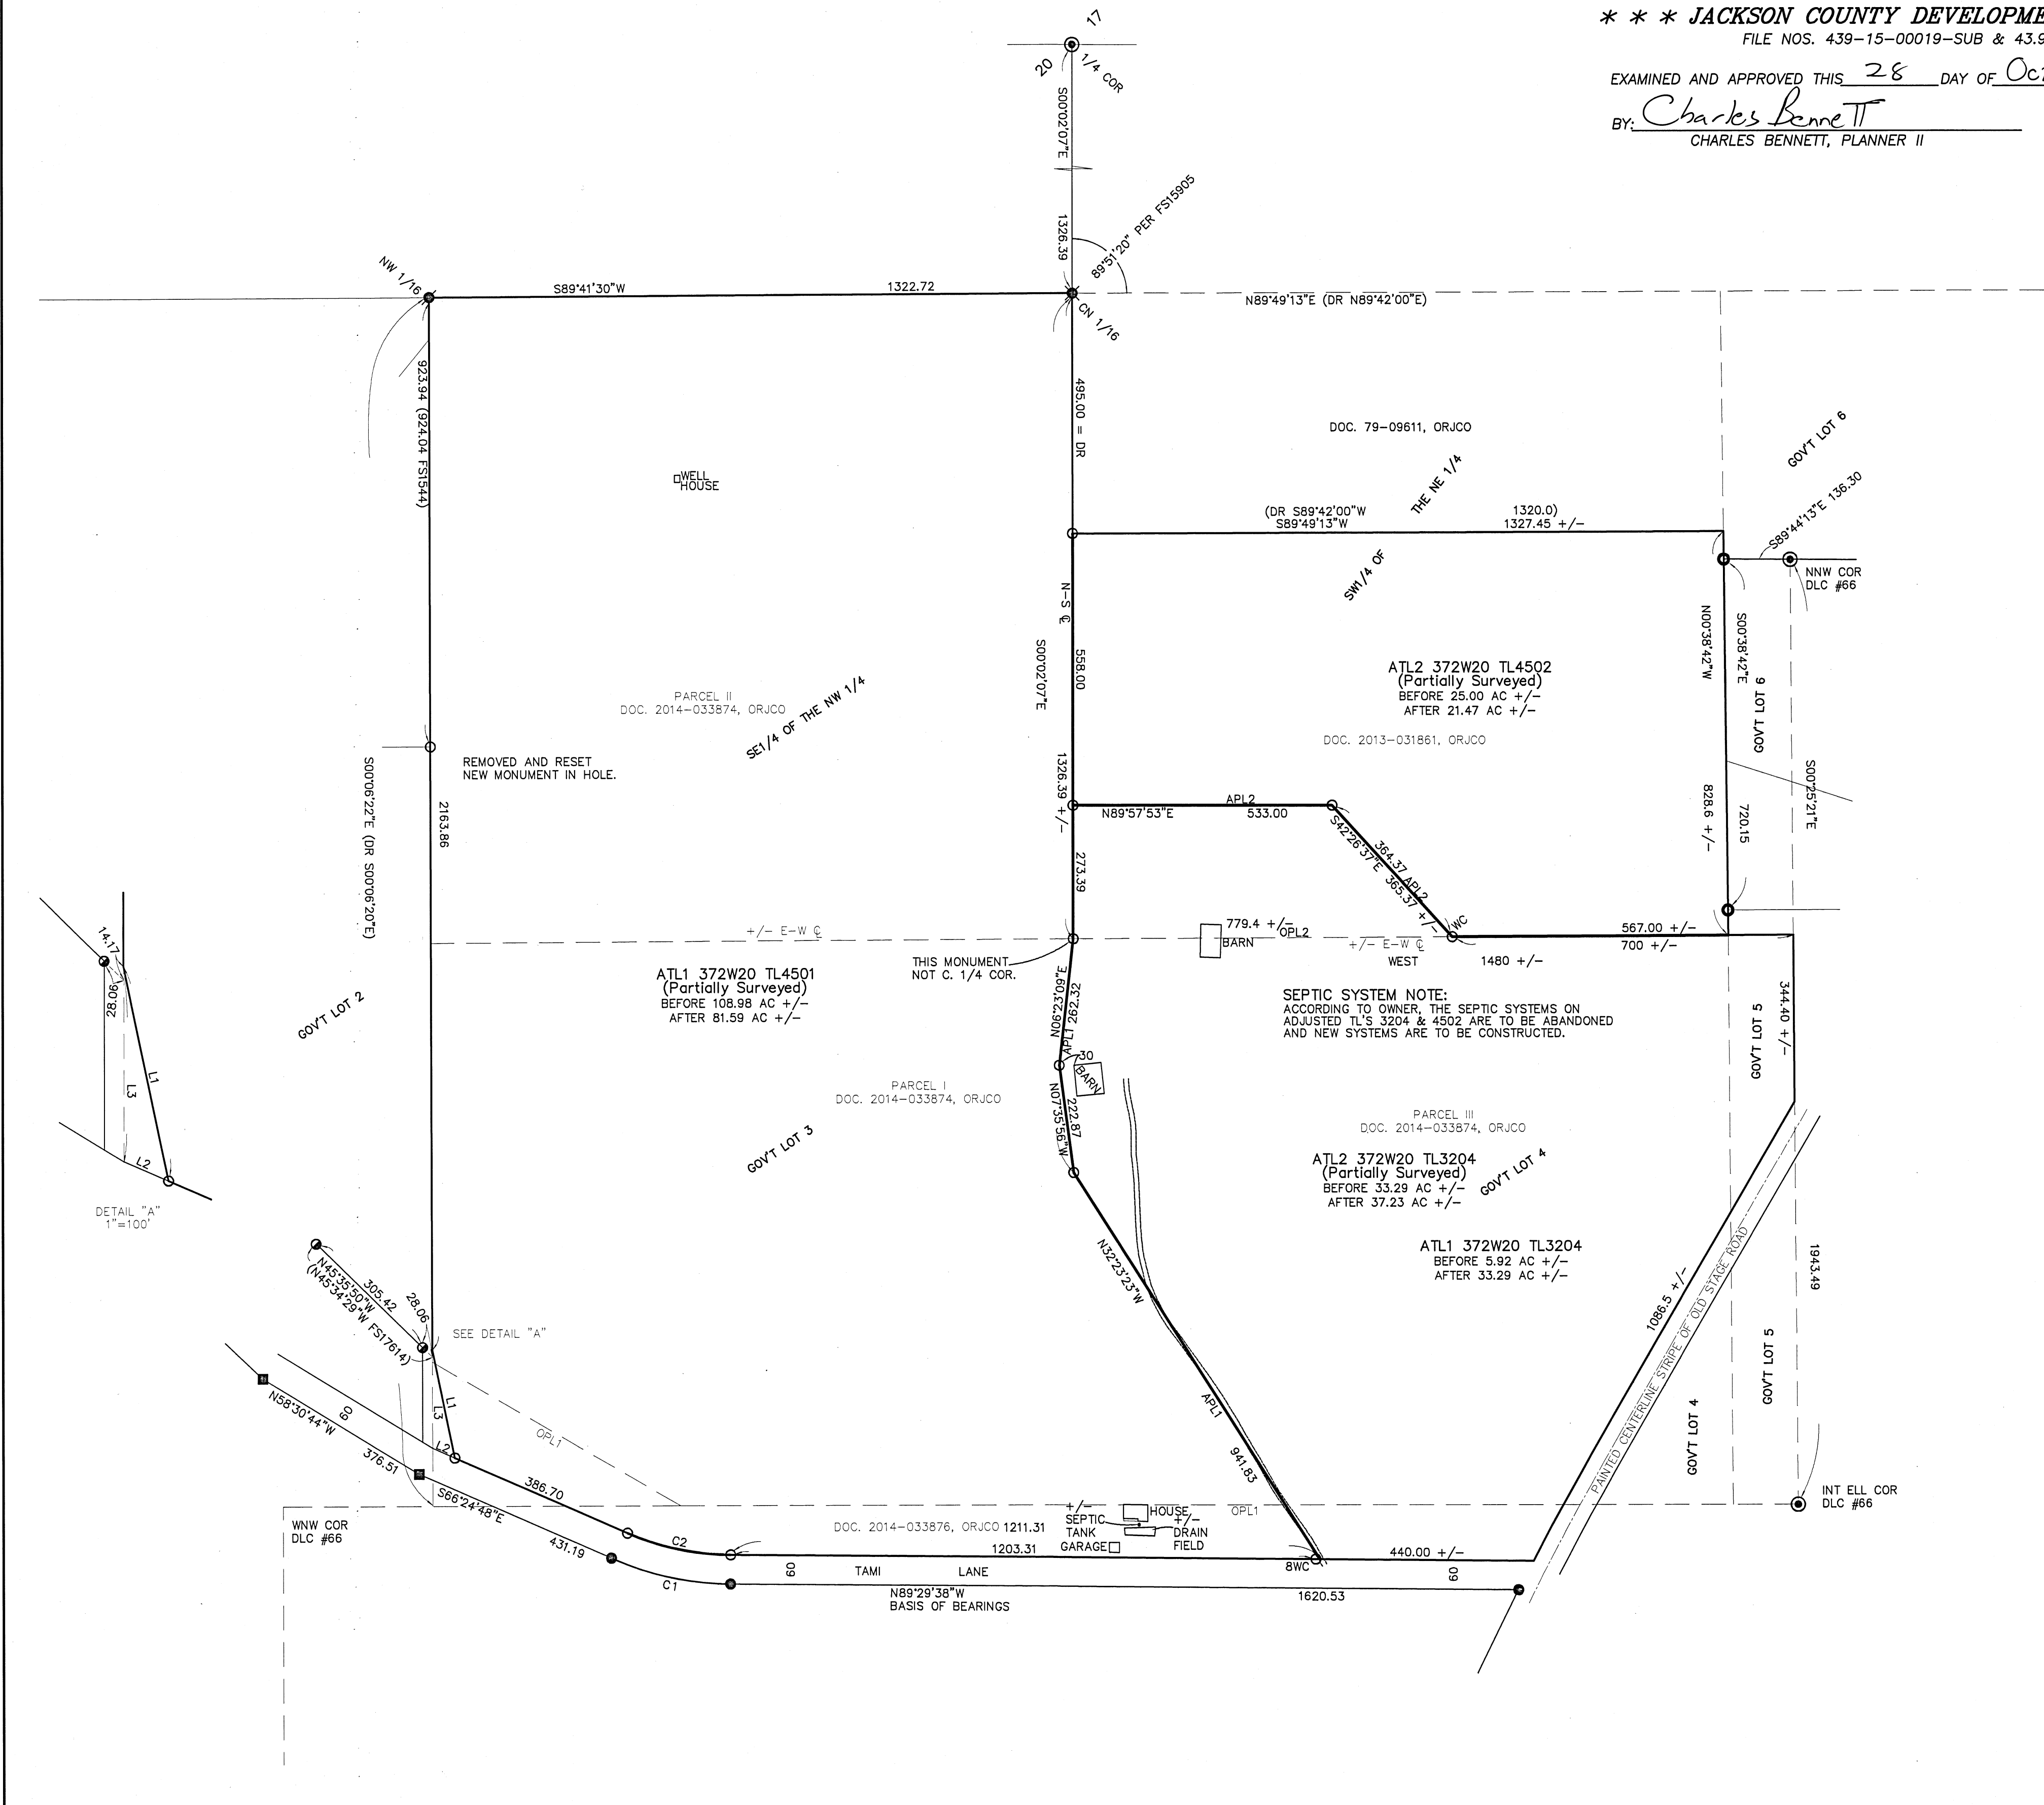 * * * JACKSON COUNTY DEVELOPME
FILE NOS. 439-15-00019-SUB & 43.9
EXAMINED AND APPROVED THIS 28 DAY OF Oc
BY: Charles Bennett
CHARLES BENNETT, PLANNER II
17
20
1/4 COR
S00°02'07"E
1326.39
89°51'20" PER FS15905
NW 1/16
S89°41'30"W 1322.72
CN 1/16
N89°49'13"E (DR N89°42'00"E)
923.94 (924.04 FS1544)
495.00 = DR
DOC. 79-09611, ORJCO
GOV'T LOT 6
WELL
HOUSE
THE NE 1/4
S89°44'13"E 136.30
(DR S89°42'00"W 1320.0)
S89°49'13"W 1327.45 +/-
SW1/4 OF
NNW COR
DLC #66
N-S ℄
S00°02'07"E
558.00
N00°38'42"W
S00°38'42"E
GOV'T LOT 6
ATL2 372W20 TL4502
(Partially Surveyed)
BEFORE 25.00 AC +/-
AFTER 21.47 AC +/-
DOC. 2013-031861, ORJCO
PARCEL II
DOC. 2014-033874, ORJCO
SE1/4 OF THE NW 1/4
REMOVED AND RESET
NEW MONUMENT IN HOLE.
S00°06'22"E (DR S00°06'20"E)
2163.86
1326.39 +/-
APL2
N89°57'53"E 533.00
S42°26'37"E 365.37 +/-
364.37 APL2
828.6 +/-
720.15
S00°25'21"E
273.39
+/- E-W ℄
779.4 +/-
OPL2
BARN
+/- E-W ℄
WC
567.00 +/-
700 +/-
WEST 1480 +/-
THIS MONUMENT
NOT C. 1/4 COR.
ATL1 372W20 TL4501
(Partially Surveyed)
BEFORE 108.98 AC +/-
AFTER 81.59 AC +/-
14.17
28.06
L1
L3
L2
DETAIL "A"
1"=100'
GOV'T LOT 2
N06°23'09"E
APL1 262.32
SEPTIC SYSTEM NOTE:
ACCORDING TO OWNER, THE SEPTIC SYSTEMS ON
ADJUSTED TL'S 3204 & 4502 ARE TO BE ABANDONED
AND NEW SYSTEMS ARE TO BE CONSTRUCTED.
344.40 +/-
GOV'T LOT 5
30
BARN
N07°35'56"W
222.87
PARCEL I
DOC. 2014-033874, ORJCO
GOV'T LOT 3
PARCEL III
DOC. 2014-033874, ORJCO
ATL2 372W20 TL3204
(Partially Surveyed)
BEFORE 33.29 AC +/-
AFTER 37.23 AC +/-
GOV'T LOT 4
ATL1 372W20 TL3204
BEFORE 5.92 AC +/-
AFTER 33.29 AC +/-
N32°23'23"W
APL1
941.83
1086.5 +/-
PAINTED CENTERLINE STRIPE OF OLD STAGE ROAD
1943.49
GOV'T LOT 5
GOV'T LOT 4
305.42
N45°35'50"W
(N45°34'29"W FS17614)
28.06
SEE DETAIL "A"
L1
L3
L2
OPL1
N58°30'44"W 376.51
60
386.70
S66°24'48"E 431.19
WNW COR
DLC #66
INT ELL COR
DLC #66
DOC. 2014-033876, ORJCO 1211.31
+/-
SEPTIC
TANK
HOUSE
+/-
DRAIN
FIELD
GARAGE
OPL1
C2
C1
1203.31
8WC
440.00 +/-
60
TAMI LANE
60
N89°29'38"W 1620.53
BASIS OF BEARINGS